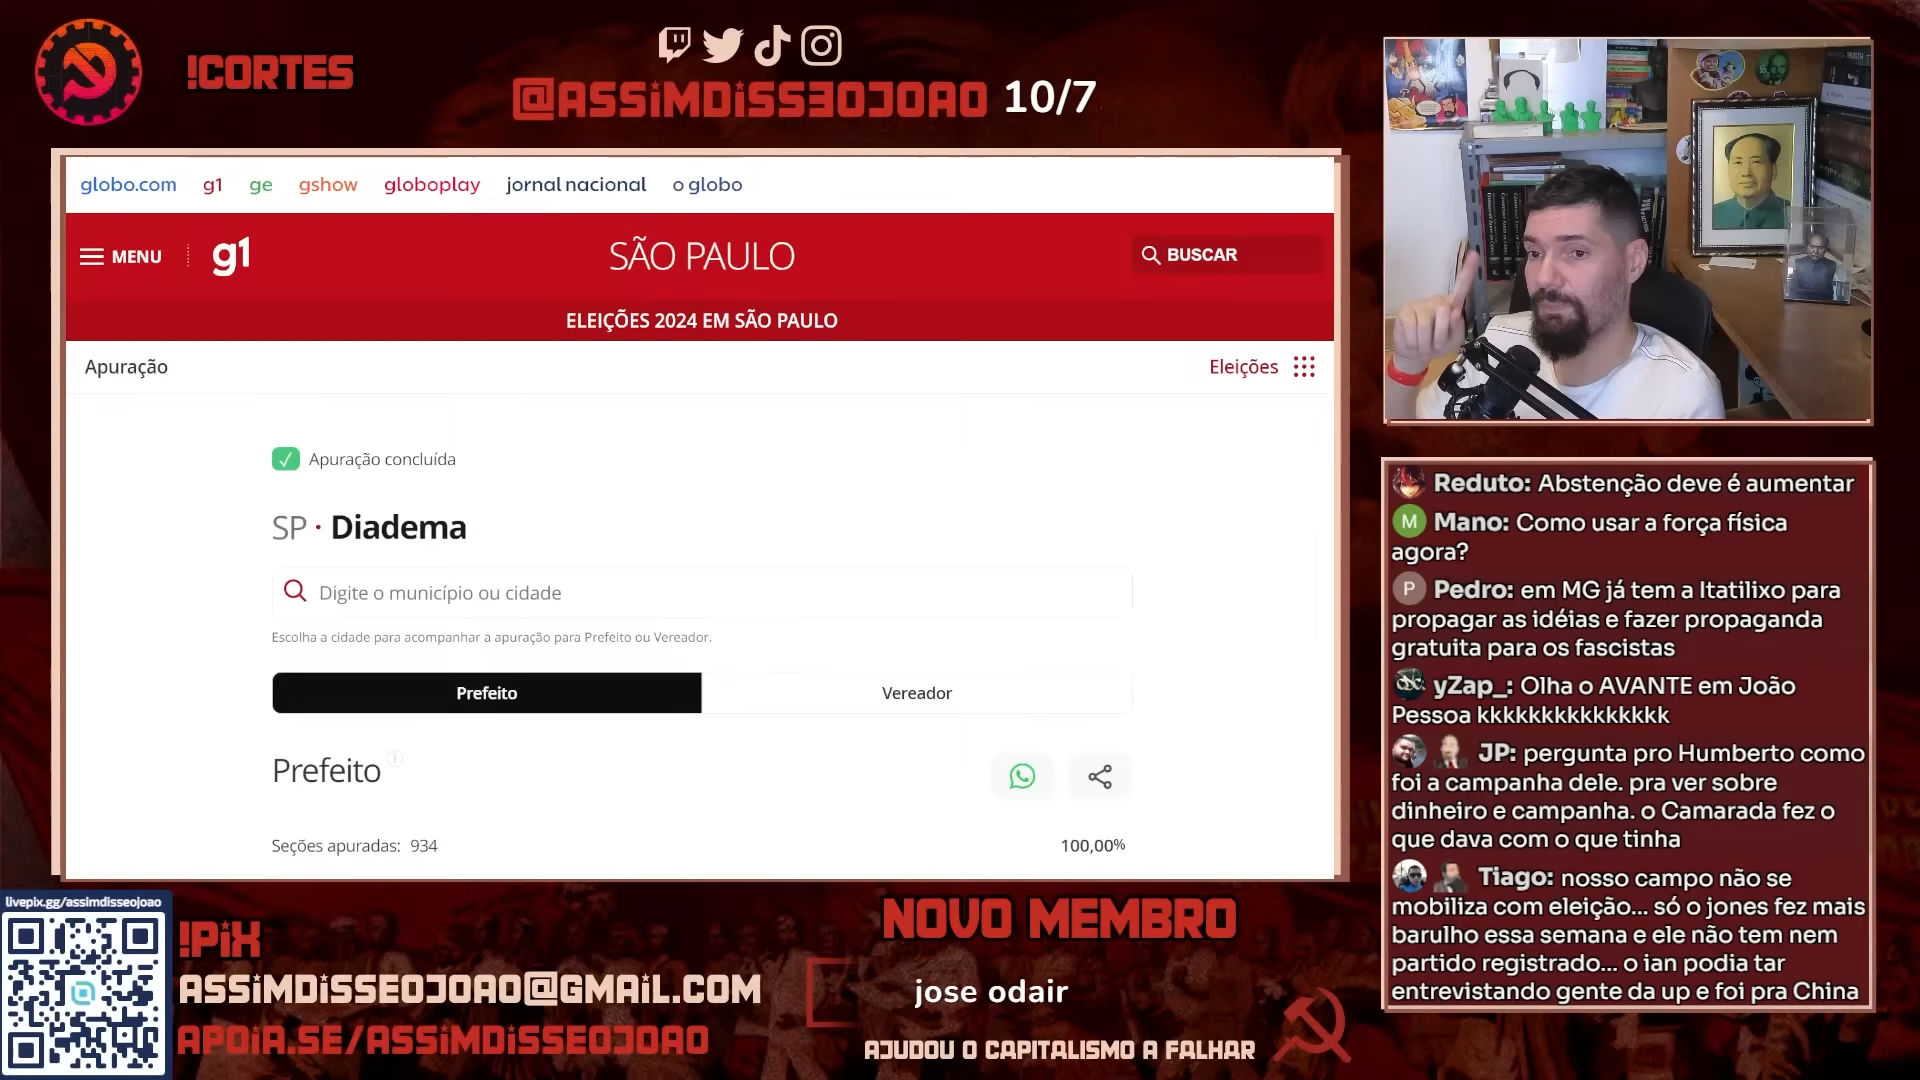 !CORTES
@ASSIMDISSEOJOAO 10/7
globo.com g1 ge gshow globoplay jornal nacional o globo
MENU g1 SÃO PAULO BUSCAR
ELEIÇÕES 2024 EM SÃO PAULO
Apuração Eleições
Apuração concluída
SP · Diadema
Digite o município ou cidade
Escolha a cidade para acompanhar a apuração para Prefeito ou Vereador.
Prefeito Vereador
Prefeito
Seções apuradas: 934 100,00%
Reduto: Abstenção deve é aumentar
M Mano: Como usar a força física
agora?
P Pedro: em MG já tem a Itatilixo para
propagar as idéias e fazer propaganda
gratuita para os fascistas
yZap_: Olha o AVANTE em João
Pessoa kkkkkkkkkkkkkkk
JP: pergunta pro Humberto como
foi a campanha dele. pra ver sobre
dinheiro e campanha. o Camarada fez o
que dava com o que tinha
Tiago: nosso campo não se
mobiliza com eleição... só o jones fez mais
barulho essa semana e ele não tem nem
partido registrado... o ian podia tar
entrevistando gente da up e foi pra China
livepix.gg/assimdisseojoao
!PIX
ASSIMDISSEOJOAO@GMAIL.COM
APOIA.SE/ASSIMDISSEOJOAO
NOVO MEMBRO
jose odair
AJUDOU O CAPITALISMO A FALHAR